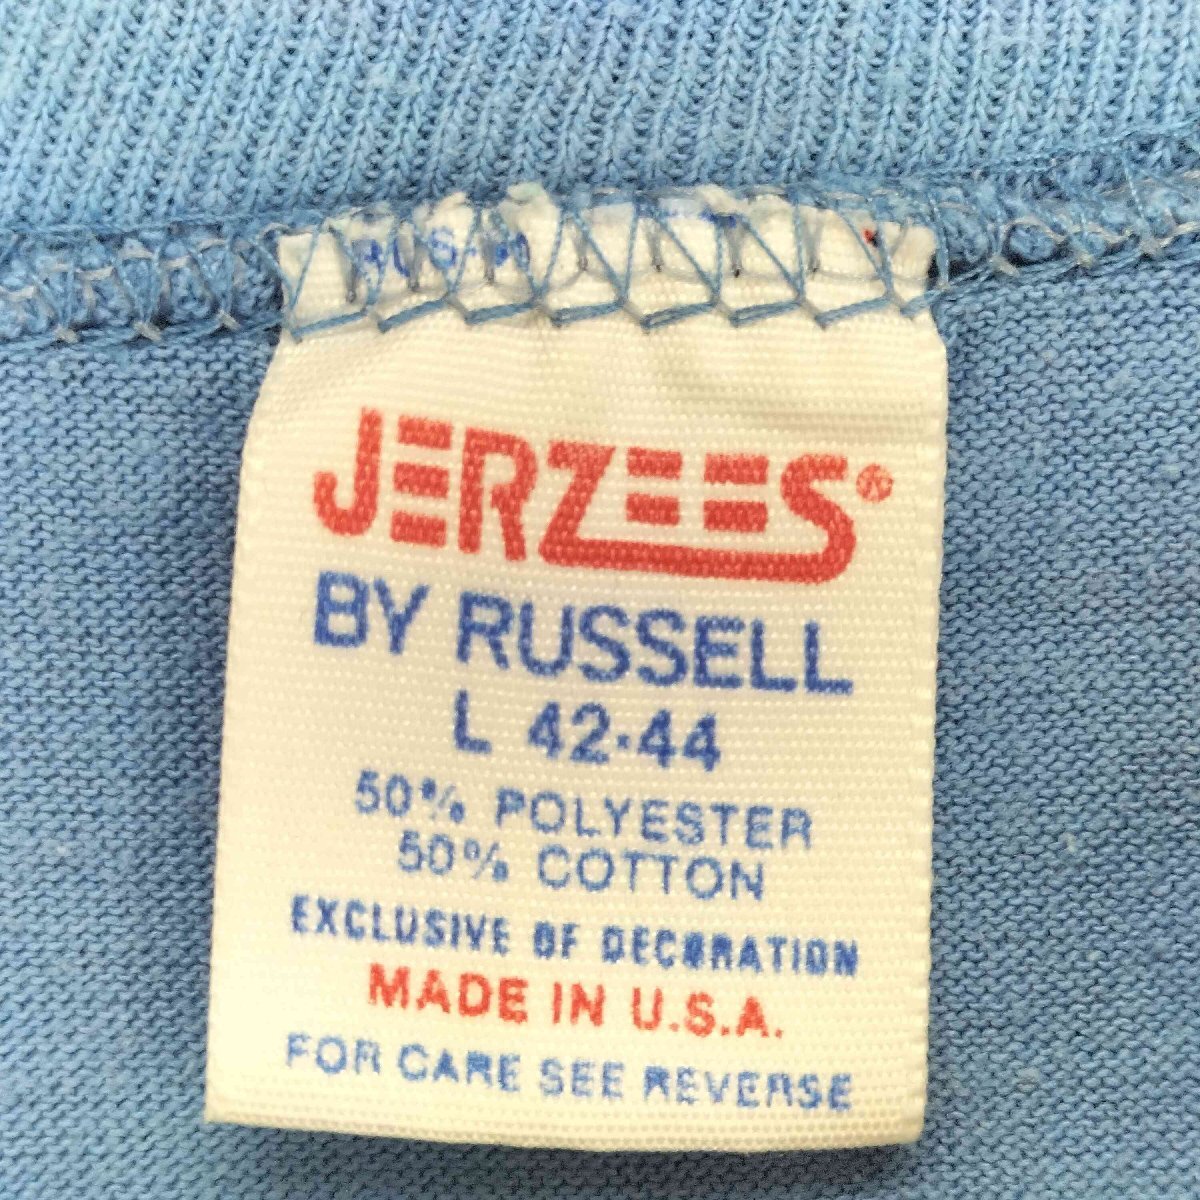 JERZEES®
BY RUSSELL
L 42-44
50% POLYESTER
50% COTTON
EXCLUSIVE OF DECORATION
MADE IN U.S.A.
FOR CARE SEE REVERSE